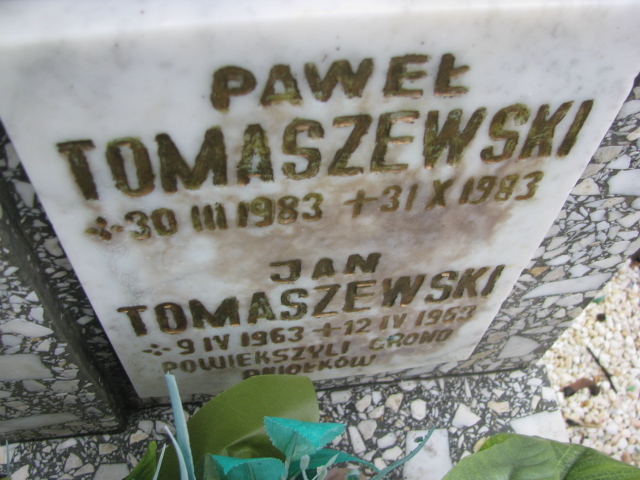 PAWEŁ
TOMASZEWSKI
⁘ 30 III 1983 + 31 X 1983
JAN
TOMASZEWSKI
⁘ 9 IV 1963 + 12 IV 1963
POWIEKSZYLI GRONO
ANIOŁKÓW